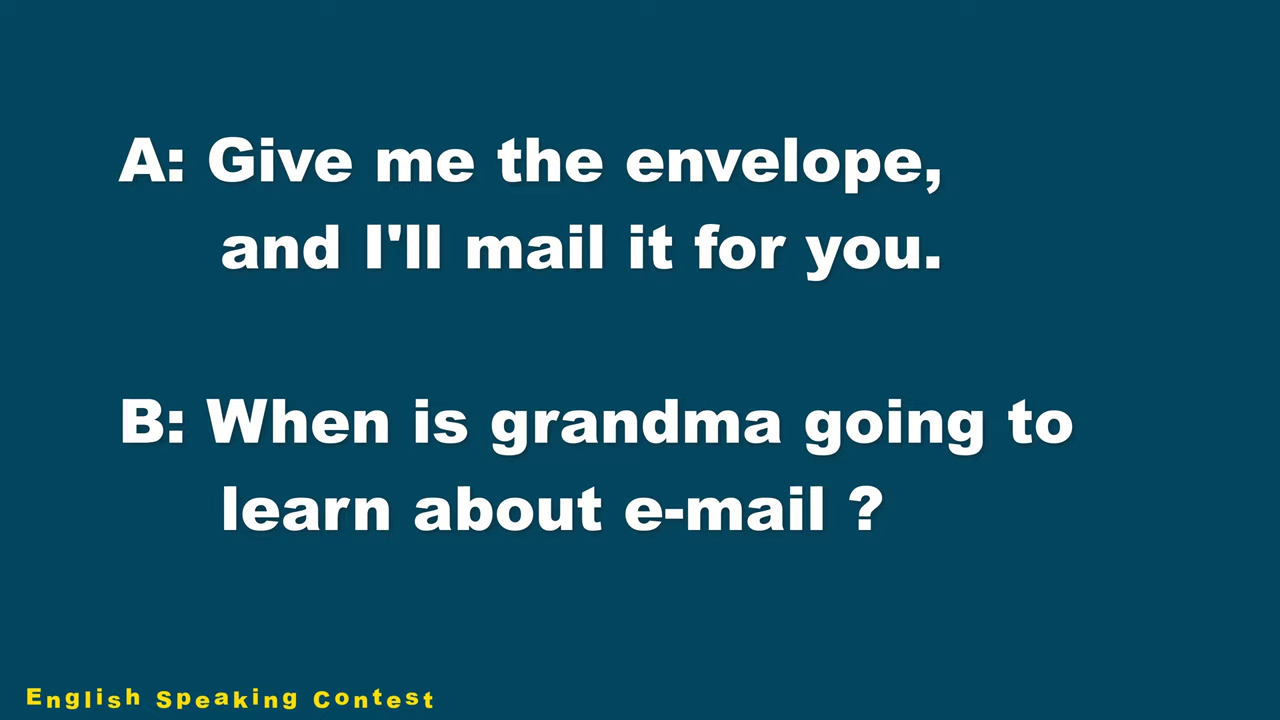 A: Give me the envelope,
and I'll mail it for you.
B: When is grandma going to
learn about e-mail ?
English Speaking Contest